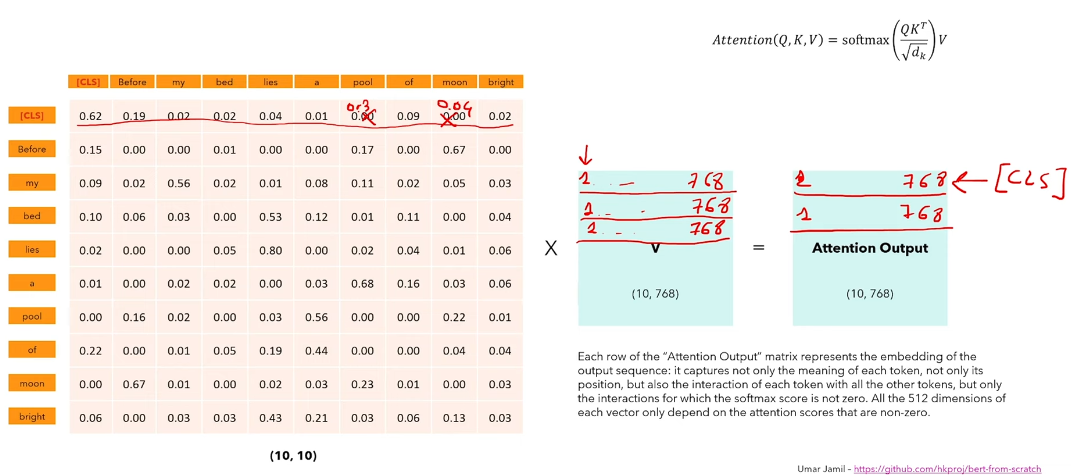 Attention(Q, K, V) = softmax(QK^T / √d_k)V
[CLS] Before my bed lies a pool of moon bright
0.3 0.04
[CLS] 0.62 0.19 0.02 0.02 0.04 0.01 0.00 0.09 0.00 0.02
Before 0.15 0.00 0.00 0.01 0.00 0.00 0.17 0.00 0.67 0.00
my 0.09 0.02 0.56 0.02 0.01 0.08 0.11 0.02 0.05 0.03
bed 0.10 0.06 0.03 0.00 0.53 0.12 0.01 0.11 0.00 0.04
lies 0.02 0.00 0.00 0.05 0.80 0.00 0.02 0.04 0.01 0.06
a 0.01 0.00 0.02 0.02 0.00 0.03 0.68 0.16 0.03 0.06
pool 0.00 0.16 0.02 0.00 0.03 0.56 0.00 0.00 0.22 0.01
of 0.22 0.00 0.01 0.05 0.19 0.44 0.00 0.00 0.04 0.04
moon 0.00 0.67 0.01 0.00 0.02 0.03 0.23 0.01 0.00 0.03
bright 0.06 0.00 0.03 0.03 0.43 0.21 0.03 0.06 0.13 0.03
(10, 10)
X
1... 768
1... 768
1... 768
V
(10, 768)
=
1 768 ← [CLS]
1 768
Attention Output
(10, 768)
Each row of the “Attention Output” matrix represents the embedding of the
output sequence: it captures not only the meaning of each token, not only its
position, but also the interaction of each token with all the other tokens, but only
the interactions for which the softmax score is not zero. All the 512 dimensions of
each vector only depend on the attention scores that are non-zero.
Umar Jamil – https://github.com/hkproj/bert-from-scratch